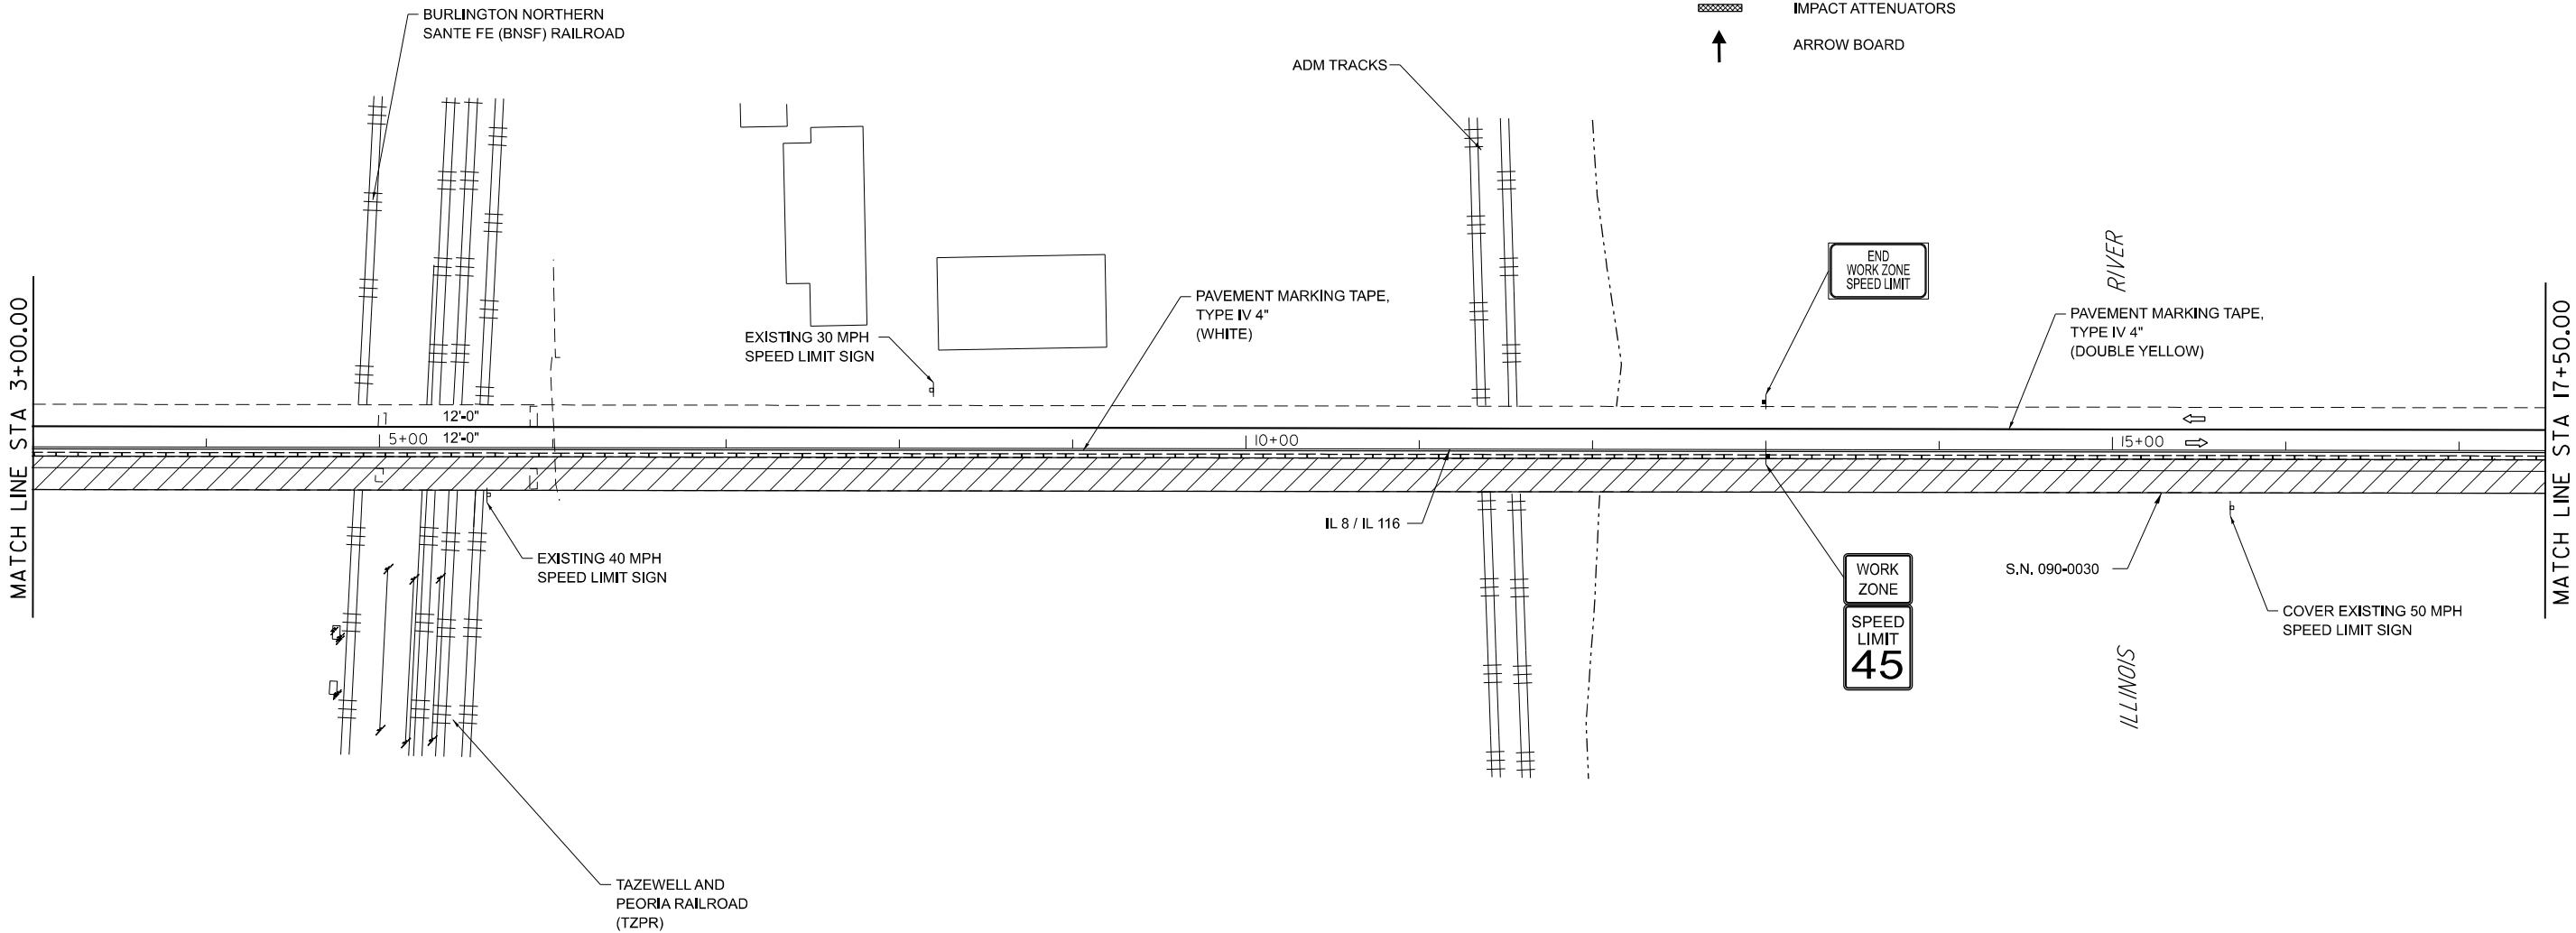 BURLINGTON NORTHERN
SANTE FE (BNSF) RAILROAD
IMPACT ATTENUATORS
ARROW BOARD
ADM TRACKS
END
WORK ZONE
SPEED LIMIT
RIVER
PAVEMENT MARKING TAPE,
TYPE IV 4"
(WHITE)
EXISTING 30 MPH
SPEED LIMIT SIGN
PAVEMENT MARKING TAPE,
TYPE IV 4"
(DOUBLE YELLOW)
MATCH LINE STA 3+00.00
MATCH LINE STA 17+50.00
12'-0"
5+00
12'-0"
10+00
15+00
IL 8 / IL 116
EXISTING 40 MPH
SPEED LIMIT SIGN
WORK
ZONE
SPEED
LIMIT
45
S.N. 090-0030
COVER EXISTING 50 MPH
SPEED LIMIT SIGN
ILLINOIS
TAZEWELL AND
PEORIA RAILROAD
(TZPR)